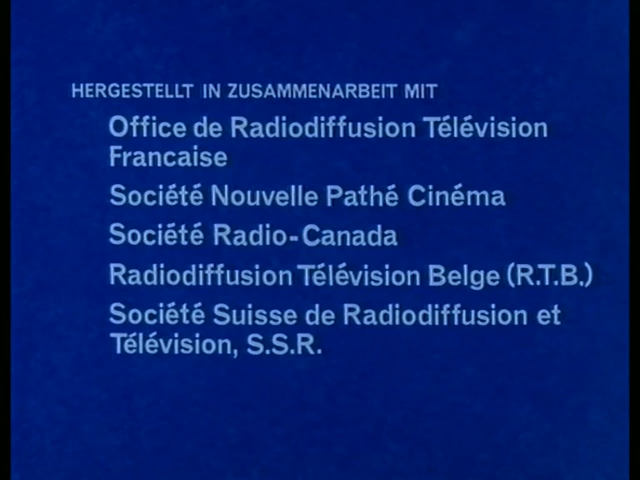 HERGESTELLT IN ZUSAMMENARBEIT MIT
Office de Radiodiffusion Télévision
Francaise
Société Nouvelle Pathé Cinéma
Société Radio-Canada
Radiodiffusion Télévision Belge (R.T.B.)
Société Suisse de Radiodiffusion et
Télévision, S.S.R.